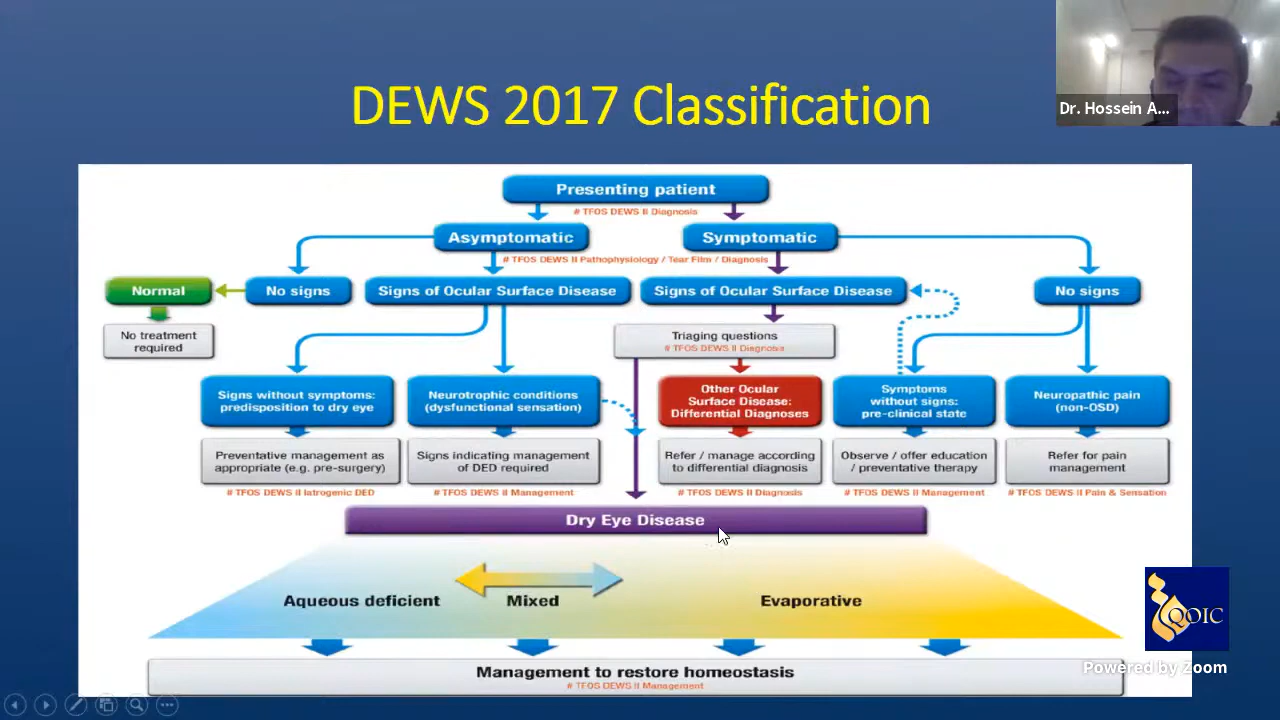 DEWS 2017 Classification
Dr. Hossein A...
Presenting patient
# TFOS DEWS II Diagnosis
Asymptomatic
Symptomatic
# TFOS DEWS II Pathophysiology / Tear Film / Diagnosis
Normal
No signs
Signs of Ocular Surface Disease
Signs of Ocular Surface Disease
No signs
No treatment
required
Triaging questions
# TFOS DEWS II Diagnosis
Signs without symptoms:
predisposition to dry eye
Neurotrophic conditions
(dysfunctional sensation)
Other Ocular
Surface Disease:
Differential Diagnoses
Symptoms
without signs:
pre-clinical state
Neuropathic pain
(non-OSD)
Preventative management as
appropriate (e.g. pre-surgery)
Signs indicating management
of DED required
Refer / manage according
to differential diagnosis
Observe / offer education
/ preventative therapy
Refer for pain
management
# TFOS DEWS II Iatrogenic DED
# TFOS DEWS II Management
# TFOS DEWS II Diagnosis
# TFOS DEWS II Management
# TFOS DEWS II Pain & Sensation
Dry Eye Disease
Aqueous deficient
Mixed
Evaporative
Management to restore homeostasis
# TFOS DEWS II Management
QOIC
Powered by Zoom